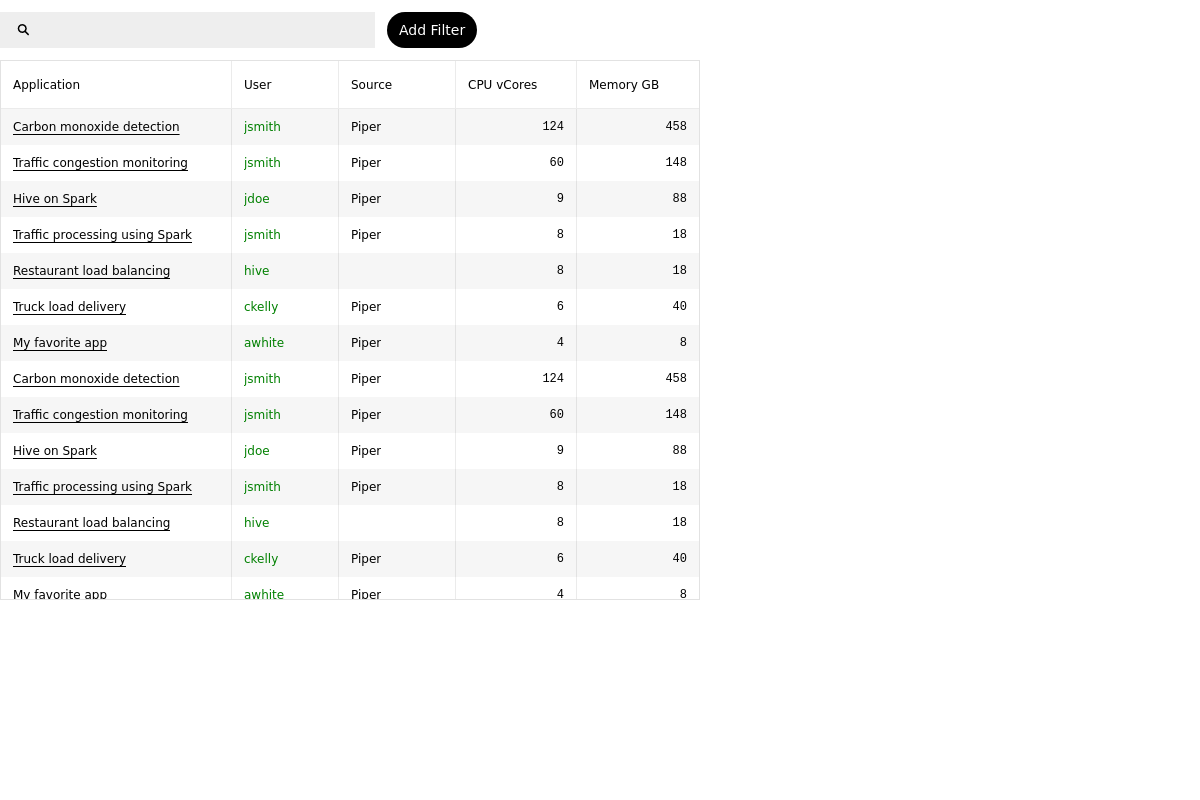 Add Filter
Application User Source CPU vCores Memory GB
Carbon monoxide detection jsmith Piper 124 458
Traffic congestion monitoring jsmith Piper 60 148
Hive on Spark jdoe Piper 9 88
Traffic processing using Spark jsmith Piper 8 18
Restaurant load balancing hive 8 18
Truck load delivery ckelly Piper 6 40
My favorite app awhite Piper 4 8
Carbon monoxide detection jsmith Piper 124 458
Traffic congestion monitoring jsmith Piper 60 148
Hive on Spark jdoe Piper 9 88
Traffic processing using Spark jsmith Piper 8 18
Restaurant load balancing hive 8 18
Truck load delivery ckelly Piper 6 40
My favorite app awhite Piper 4 8